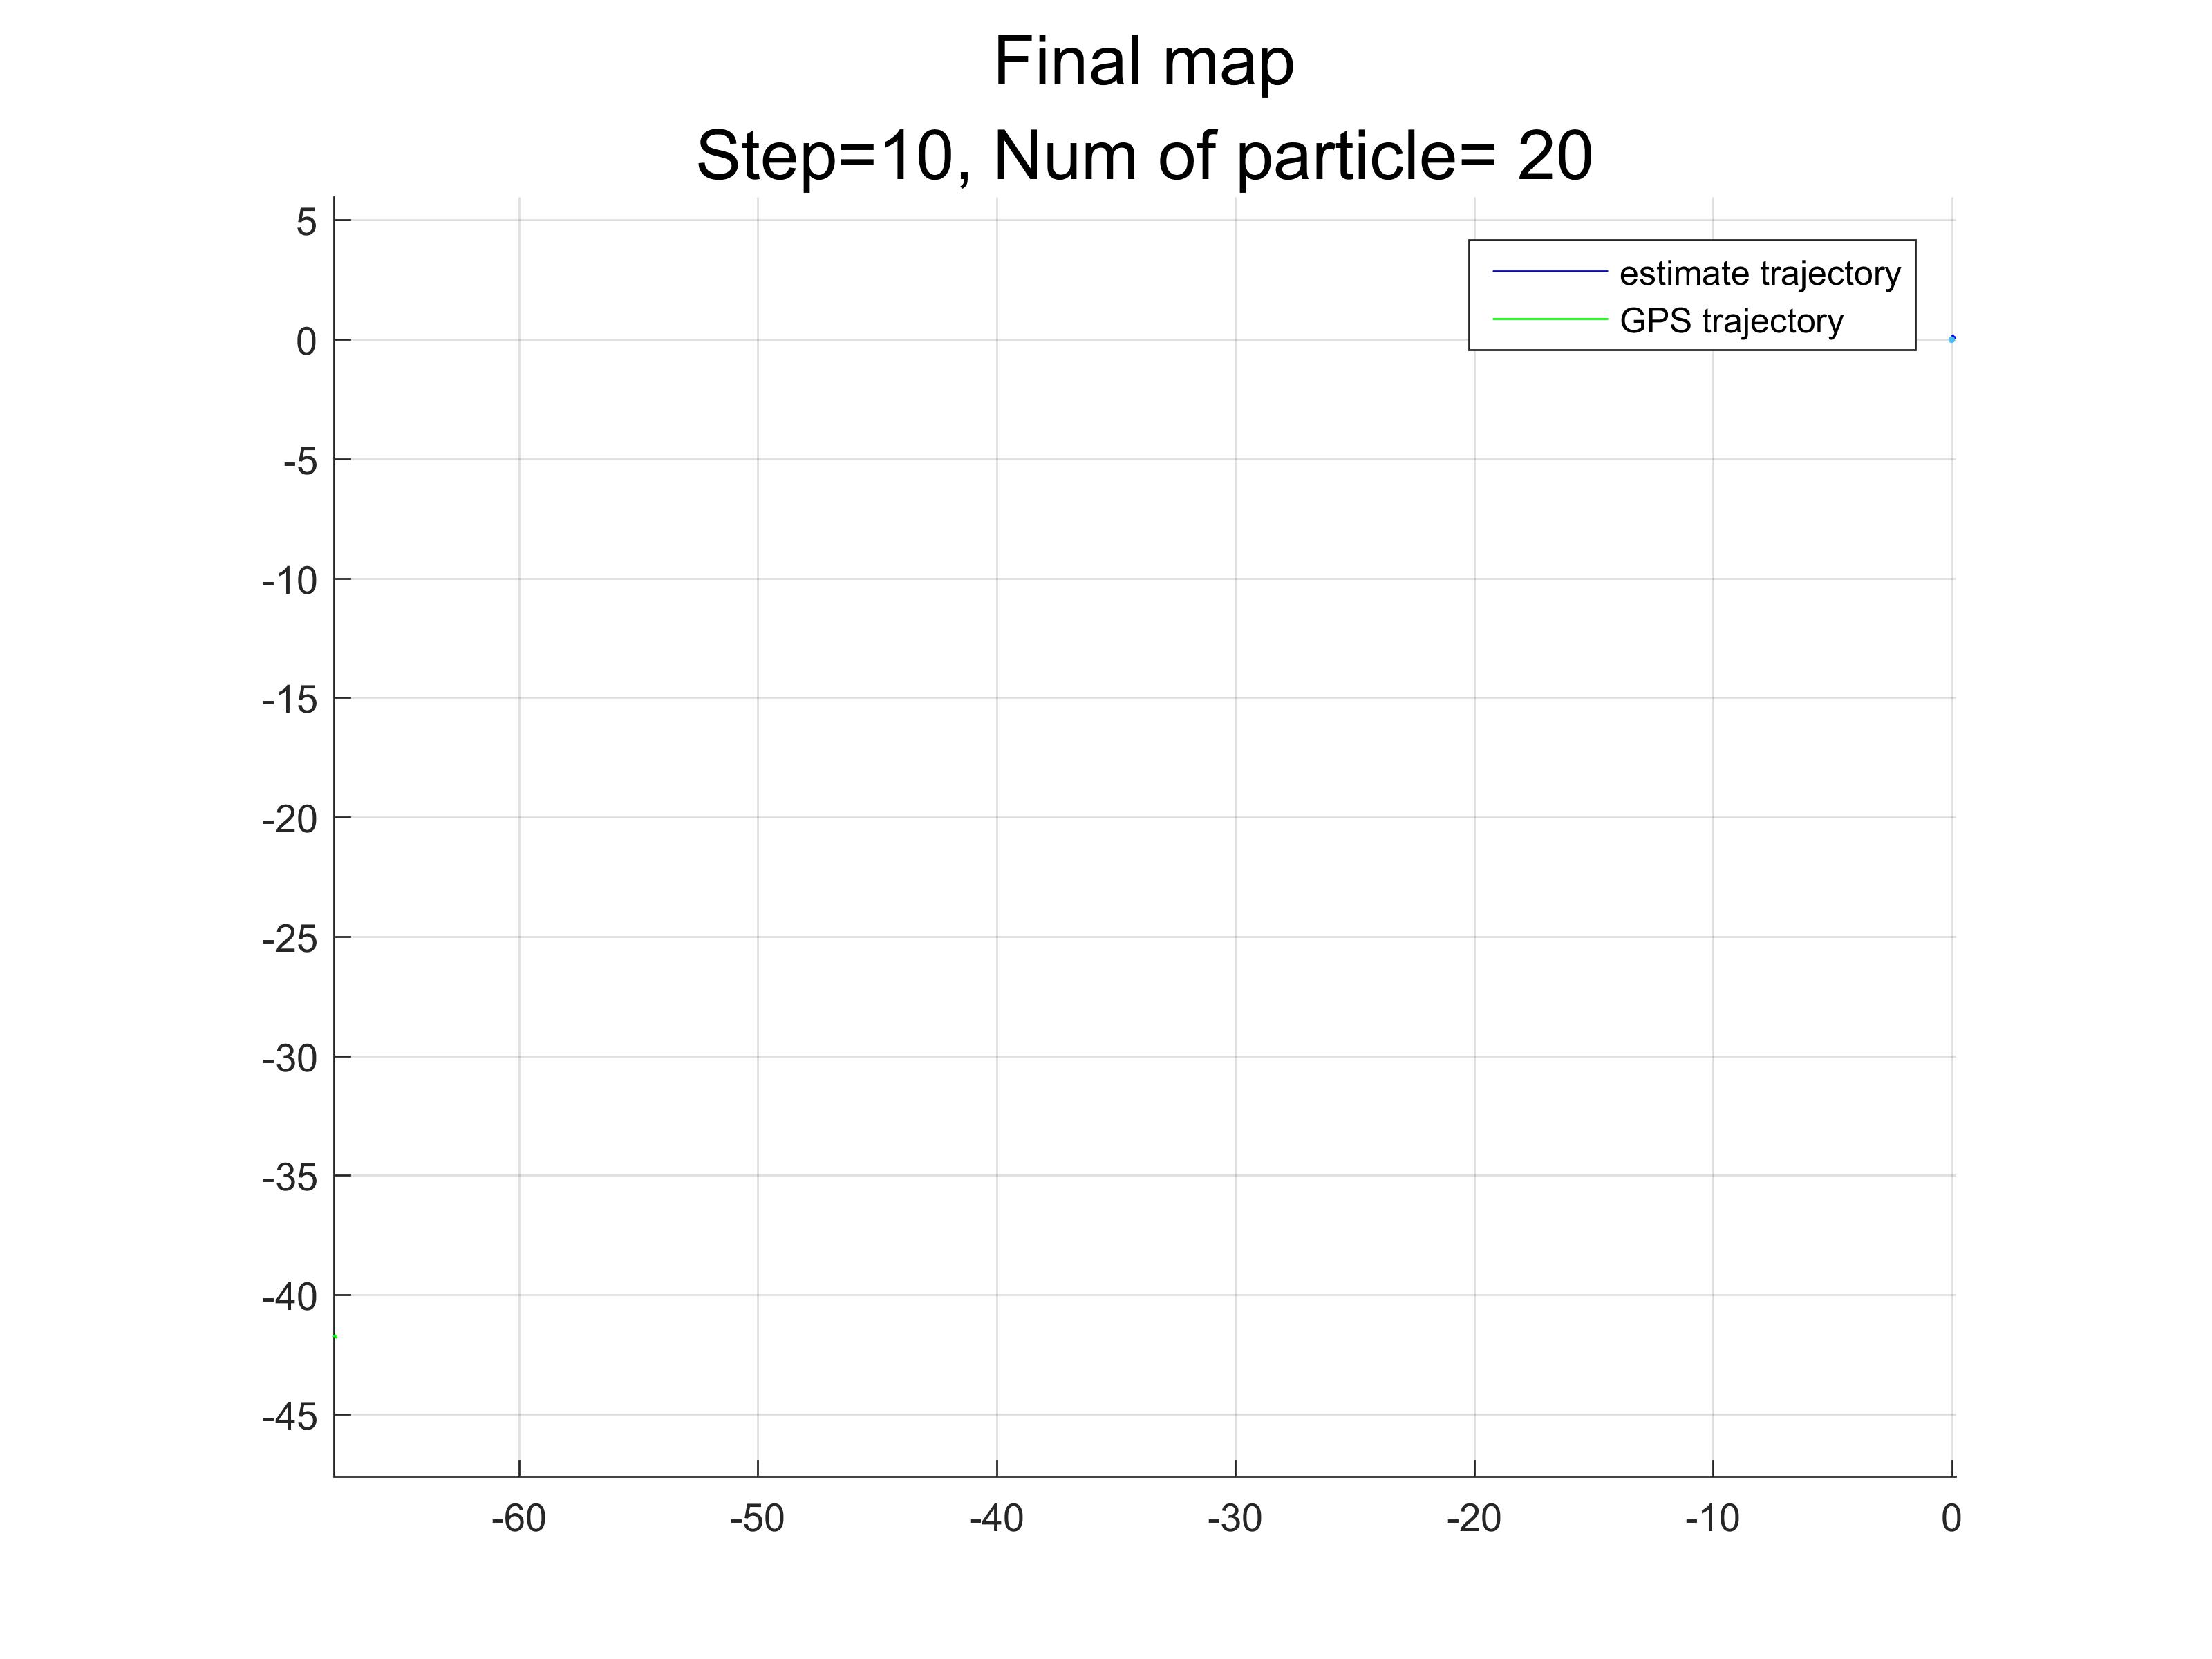 Final map
Step=10, Num of particle= 20
estimate trajectory
GPS trajectory
5
0
-5
-10
-15
-20
-25
-30
-35
-40
-45
-60 -50 -40 -30 -20 -10 0